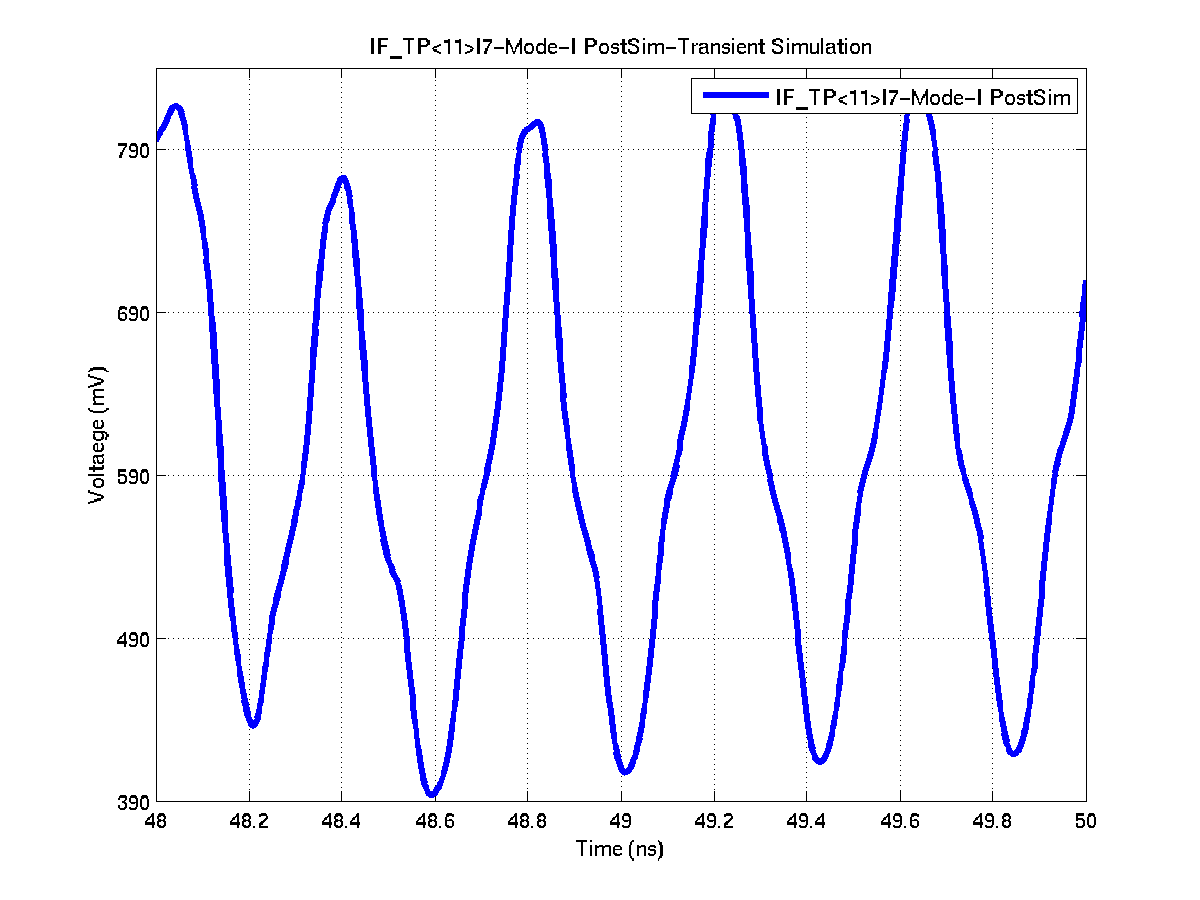 IF_TP<11>I7-Mode-I PostSim-Transient Simulation
IF_TP<11>I7-Mode-I PostSim
790
690
590
490
390
Voltaege (mV)
48 48.2 48.4 48.6 48.8 49 49.2 49.4 49.6 49.8 50
Time (ns)